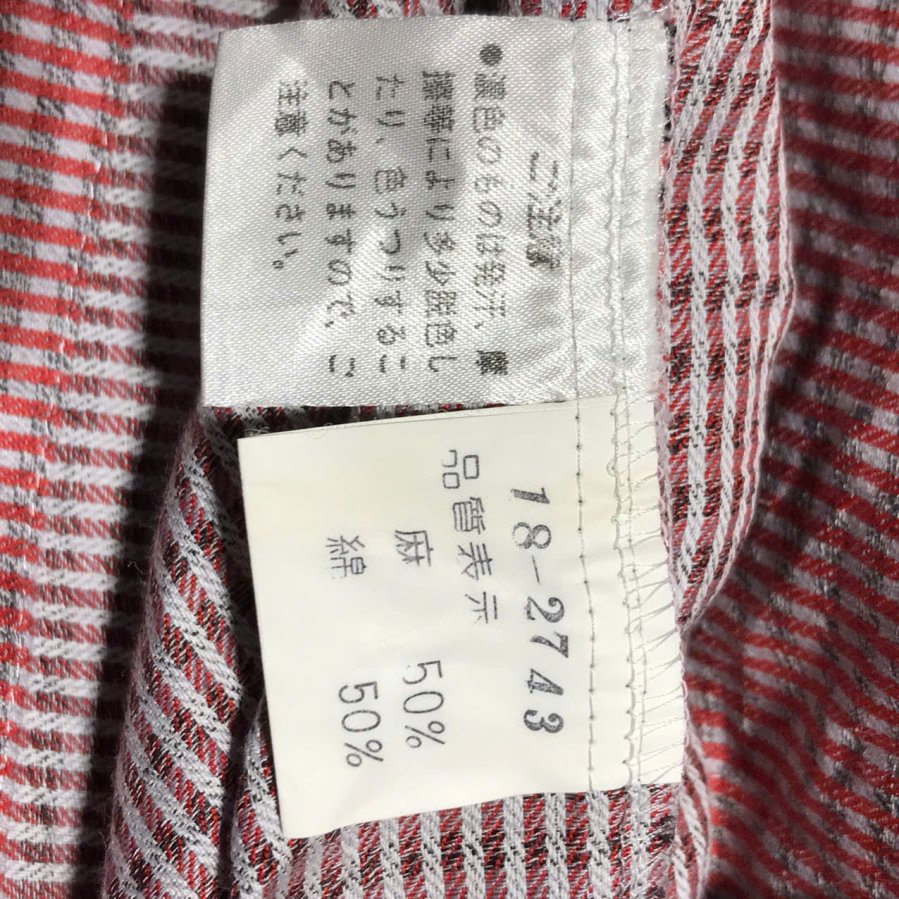 ご注意
●濃色のものは発汗、摩
擦等により多少脱色し
たり、色うつりするこ
とがありますので、ご
注意ください。
18-2743
品管表示
麻 50%
綿 50%